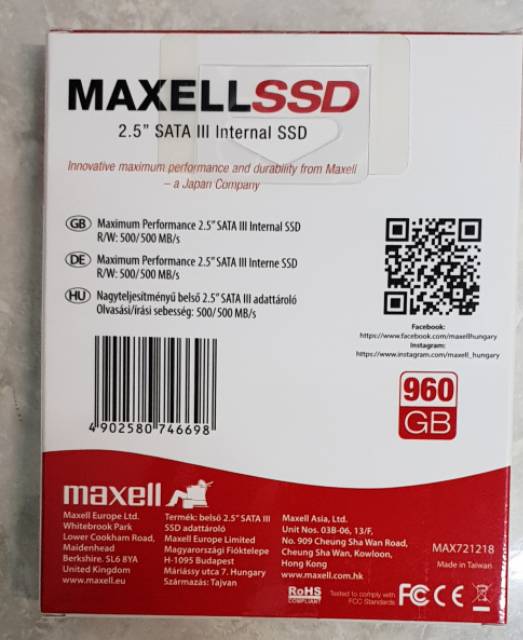 MAXELLSSD
2.5" SATA III Internal SSD
Innovative maximum performance and durability from Maxell
– a Japan Company
GB Maximum Performance 2.5" SATA III Internal SSD
R/W: 500/500 MB/s
DE Maximum Performance 2.5" SATA III Interne SSD
R/W: 500/500 MB/s
HU Nagyteljesítményű belső 2.5" SATA III adattároló
Olvasási/írási sebesség: 500/500 MB/s
Facebook:
https://www.facebook.com/maxellhungary
Instagram:
https://www.instagram.com/maxell_hungary
4 902580 746698
960
GB
maxell
Maxell Europe Ltd.
Whitebrook Park
Lower Cookham Road,
Maidenhead
Berkshire. SL6 8YA
United Kingdom
www.maxell.eu
Termék: belső 2.5" SATA III
SSD adattároló
Maxell Europe Limited
Magyarországi Fióktelepe
H-1095 Budapest
Máriássy utca 7. Hungary
Származás: Tajvan
Maxell Asia, Ltd.
Unit Nos. 03B-06, 13/F,
No. 909 Cheung Sha Wan Road,
Cheung Sha Wan, Kowloon,
Hong Kong
www.maxell.com.hk
MAX721218
Made in Taiwan
RoHS
COMPLIANT
Tested to comply with
FCC Standards
FC CE